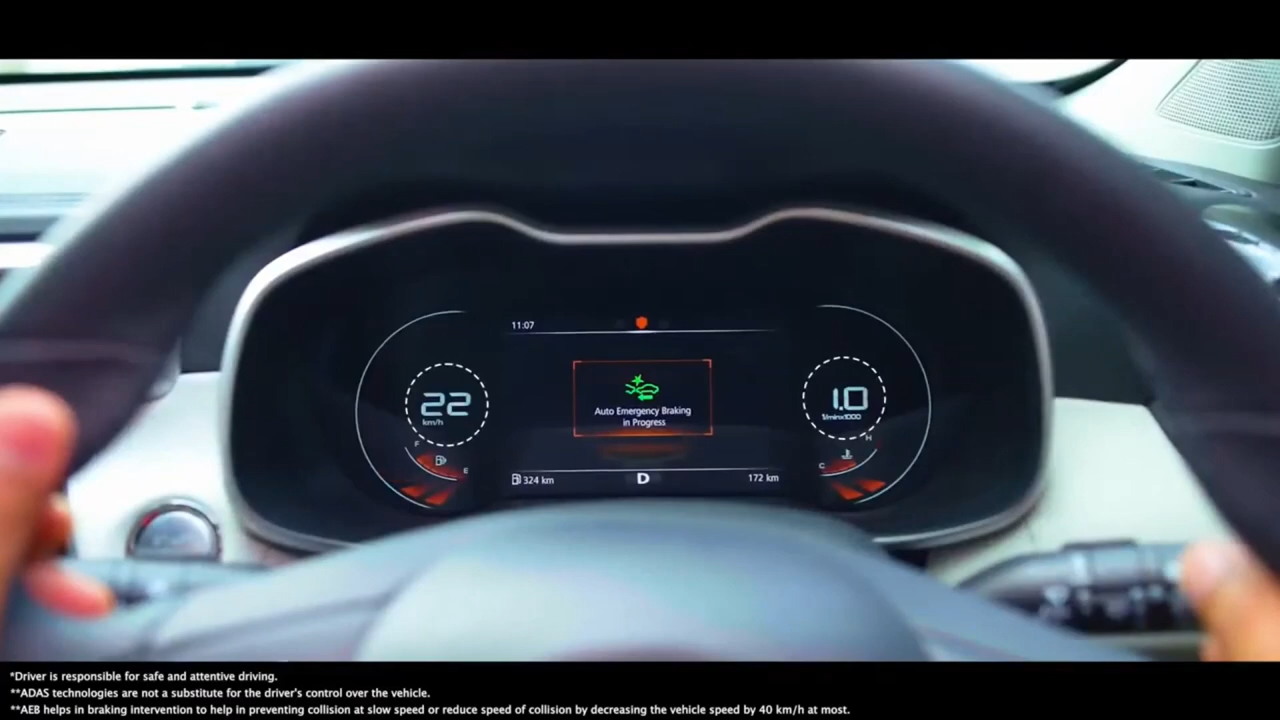 11:07
22
km/h
F
E
Auto Emergency Braking
in Progress
1.0
1/minx1000
H
C
324 km
D
172 km
*Driver is responsible for safe and attentive driving.
**ADAS technologies are not a substitute for the driver's control over the vehicle.
**AEB helps in braking intervention to help in preventing collision at slow speed or reduce speed of collision by decreasing the vehicle speed by 40 km/h at most.